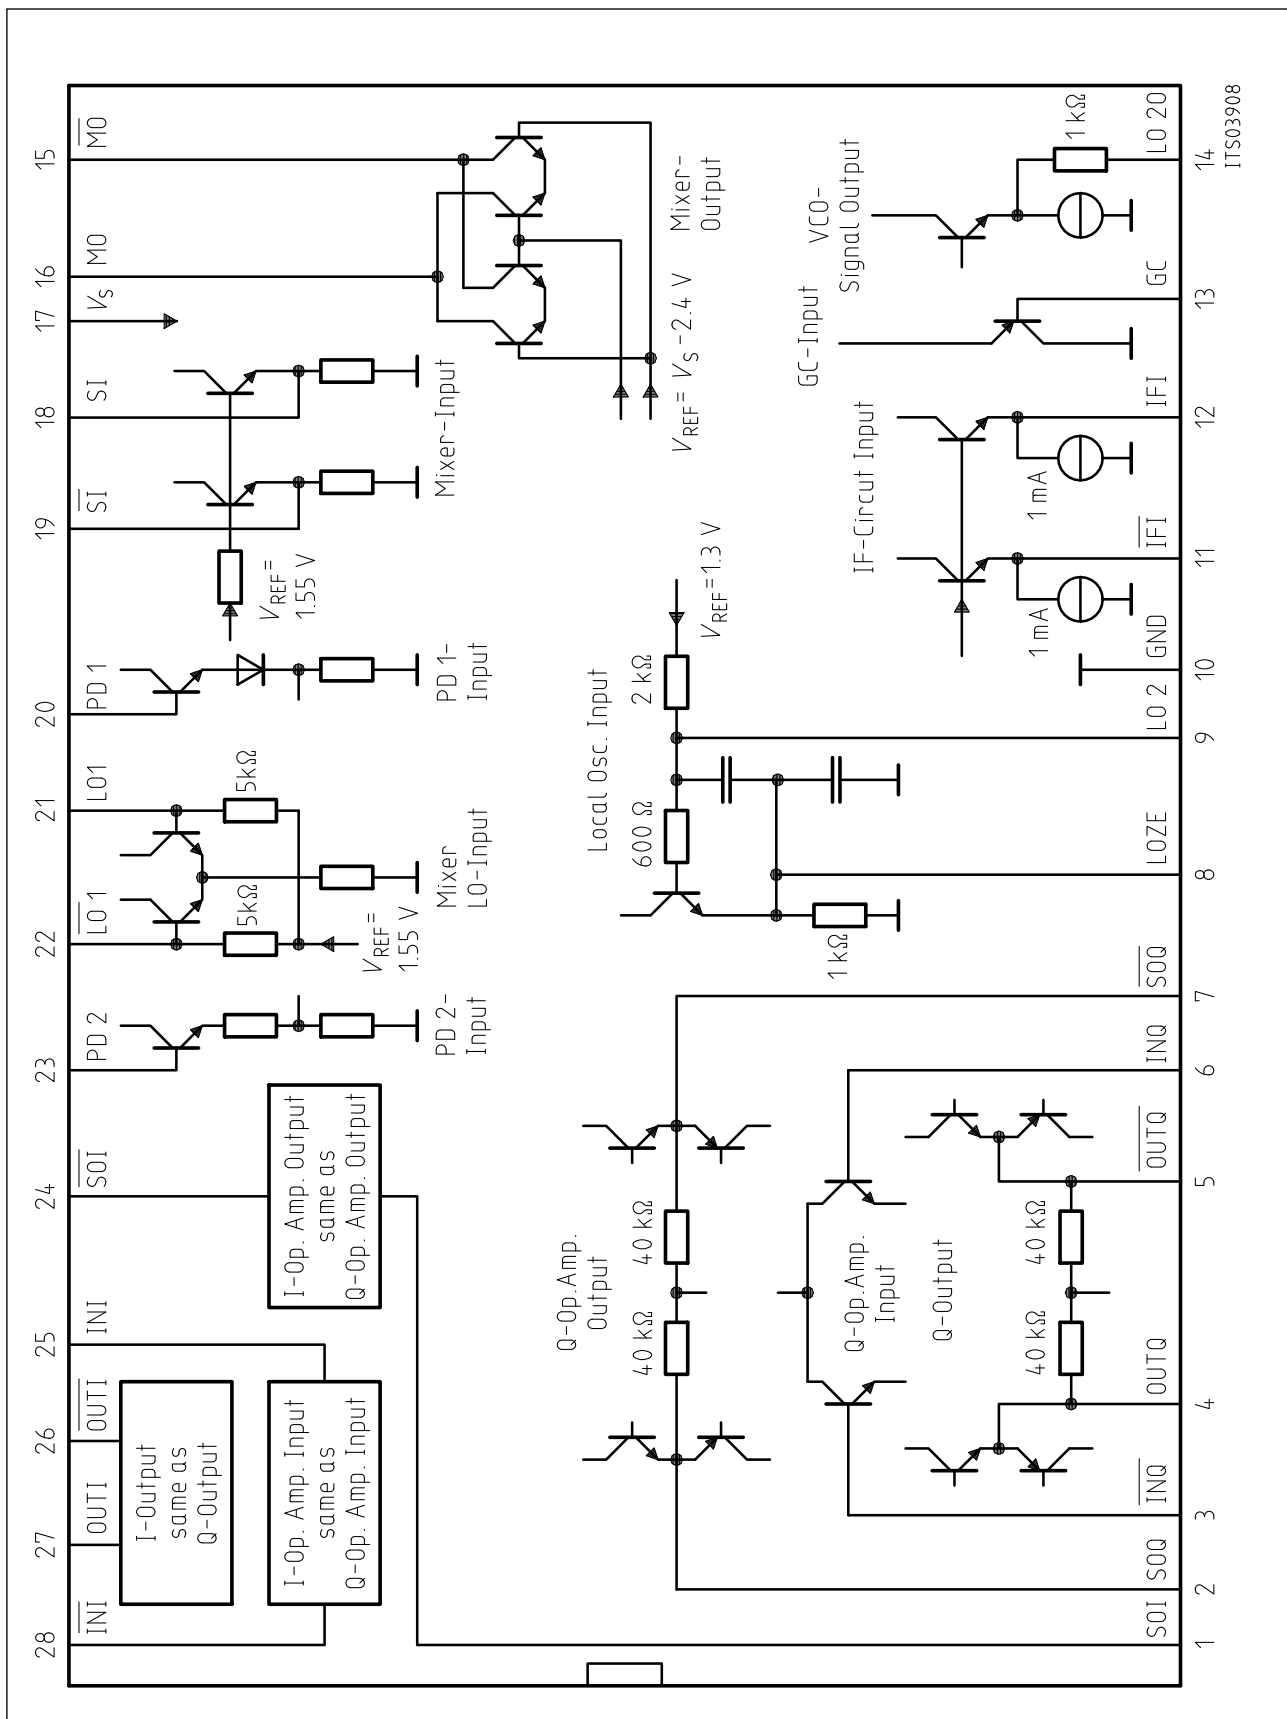 28
27
26
25
24
23
22
21
20
19
18
17
16
15
INI
OUTI
OUTI
INI
SOI
PD 2
LO 1
LO1
PD 1
SI
SI
VS
MO
MO
I-Output
same as
Q-Output
I-Op. Amp. Input
same as
Q-Op. Amp. Input
I-Op. Amp. Output
same as
Q-Op. Amp. Output
PD 2-
Input
5kΩ
5kΩ
VREF=
1.55 V
Mixer
LO-Input
PD 1-
Input
VREF=
1.55 V
Mixer-Input
Mixer-
Output
VREF= VS-2.4 V
Q-Op.Amp.
Output
40 kΩ
40 kΩ
Local Osc. Input
600 Ω
2 kΩ
VREF=1.3 V
1 kΩ
Q-Op.Amp.
Input
Q-Output
40 kΩ
40 kΩ
IF-Circut Input
1 mA
1 mA
GC-Input
VCO-
Signal Output
1 kΩ
SOI
SOQ
INQ
OUTQ
OUTQ
INQ
SOQ
LOZE
LO 2
GND
IFI
IFI
GC
LO 20
1
2
3
4
5
6
7
8
9
10
11
12
13
14
ITS03908